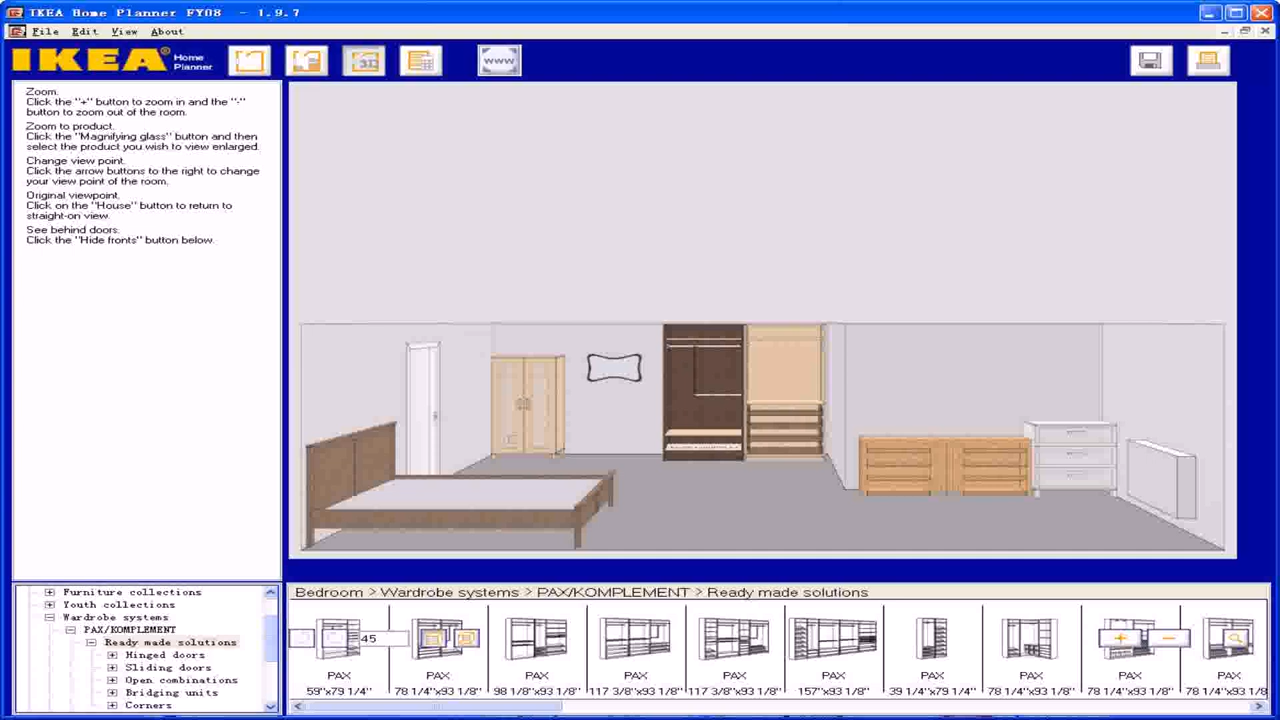 IKEA Home Planner FY08 - 1.9.7
File Edit View About
IKEA® Home Planner
3D
WWW
Zoom.
Click the "+" button to zoom in and the "-"
button to zoom out of the room.
Zoom to product.
Click the "Magnifying glass" button and then
select the product you wish to view enlarged.
Change view point.
Click the arrow buttons to the right to change
your view point of the room.
Original viewpoint.
Click on the "House" button to return to
straight-on view.
See behind doors.
Click the "Hide fronts" button below.
Furniture collections
Youth collections
Wardrobe systems
PAX/KOMPLEMENT
Ready made solutions
Hinged doors
Sliding doors
Open combinations
Bridging units
Corners
Bedroom > Wardrobe systems > PAX/KOMPLEMENT > Ready made solutions
45
PAX PAX PAX PAX PAX PAX PAX PAX PAX PAX
59"x79 1/4" 78 1/4"x93 1/8" 98 1/8"x93 1/8" 117 3/8"x93 1/8" 117 3/8"x93 1/8" 157"x93 1/8" 39 1/4"x79 1/4" 78 1/4"x93 1/8" 78 1/4"x93 1/8" 78 1/4"x93 1/8